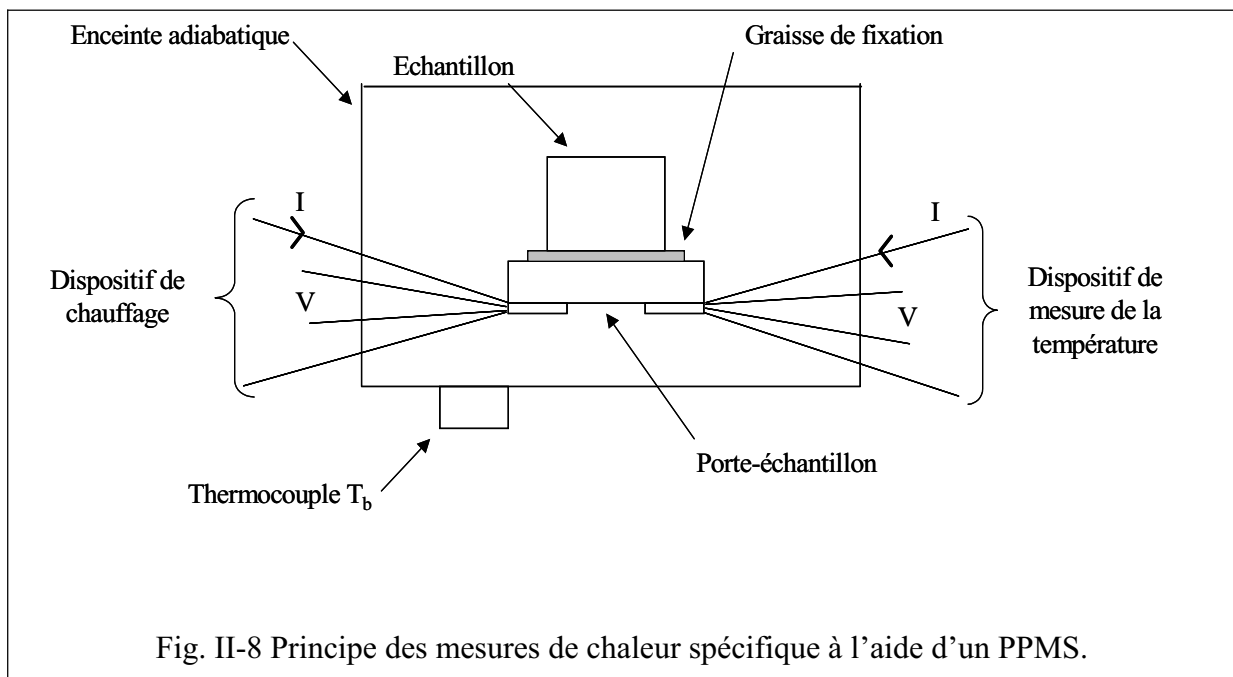 Enceinte adiabatique
Graisse de fixation
Echantillon
I
I
Dispositif de
chauffage
V
V
Dispositif de
mesure de la
température
Porte-échantillon
Thermocouple T_b
Fig. II-8 Principe des mesures de chaleur spécifique à l’aide d’un PPMS.